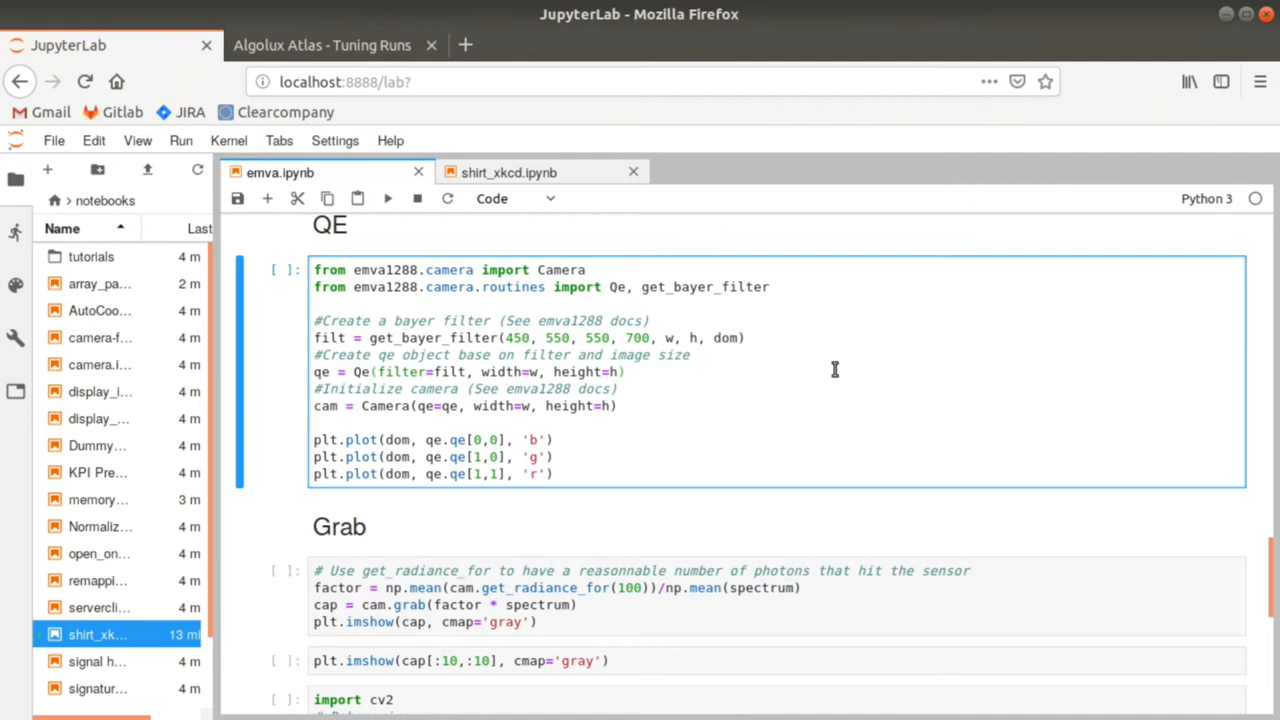 JupyterLab - Mozilla Firefox
JupyterLab
Algolux Atlas - Tuning Runs
localhost:8888/lab?
Gmail
Gitlab
JIRA
Clearcompany
File
Edit
View
Run
Kernel
Tabs
Settings
Help
notebooks
Name
Last
tutorials 4 m
array_pa... 2 m
AutoCoo... 4 m
camera-f... 4 m
camera.i... 4 m
display_i... 4 m
display_... 4 m
Dummy... 4 m
KPI Pre... 4 m
memory... 3 m
Normaliz... 4 m
open_on... 4 m
remappi... 4 m
servercli... 4 m
shirt_xk... 13 mi
signal h... 4 m
signatur... 4 m
emva.ipynb
shirt_xkcd.ipynb
Code
Python 3
QE
[ ]:
from emva1288.camera import Camera
from emva1288.camera.routines import Qe, get_bayer_filter
#Create a bayer filter (See emva1288 docs)
filt = get_bayer_filter(450, 550, 550, 700, w, h, dom)
#Create qe object base on filter and image size
qe = Qe(filter=filt, width=w, height=h)
#Initialize camera (See emva1288 docs)
cam = Camera(qe=qe, width=w, height=h)
plt.plot(dom, qe.qe[0,0], 'b')
plt.plot(dom, qe.qe[1,0], 'g')
plt.plot(dom, qe.qe[1,1], 'r')
Grab
[ ]:
# Use get_radiance_for to have a reasonnable number of photons that hit the sensor
factor = np.mean(cam.get_radiance_for(100))/np.mean(spectrum)
cap = cam.grab(factor * spectrum)
plt.imshow(cap, cmap='gray')
[ ]:
plt.imshow(cap[:10,:10], cmap='gray')
[ ]:
import cv2